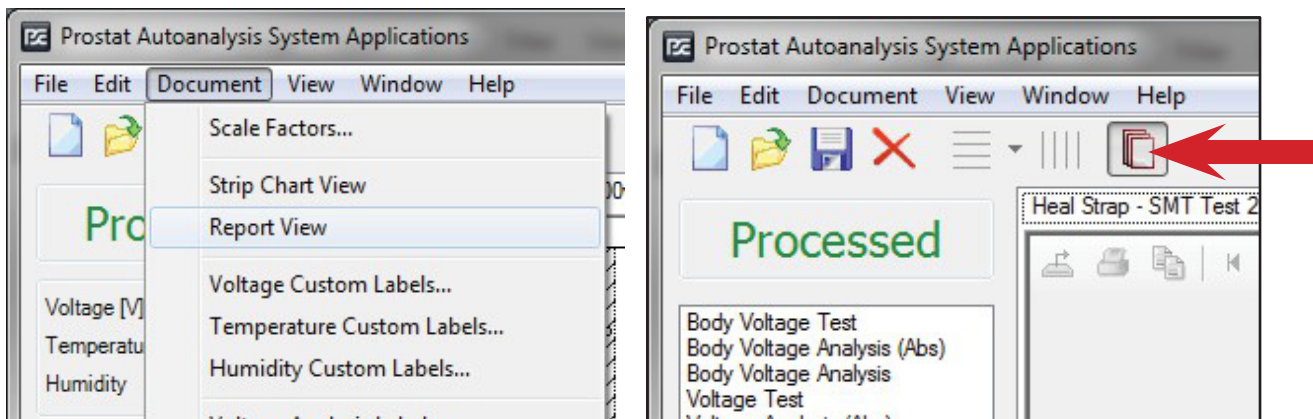 Prostat Autoanalysis System Applications
File Edit Document View Window Help
Scale Factors...
Strip Chart View
Report View
Voltage Custom Labels...
Temperature Custom Labels...
Humidity Custom Labels...
Pro
Voltage [V]
Temperatu
Humidity
Prostat Autoanalysis System Applications
File Edit Document View Window Help
Processed
Heal Strap - SMT Test 2
Body Voltage Test
Body Voltage Analysis (Abs)
Body Voltage Analysis
Voltage Test